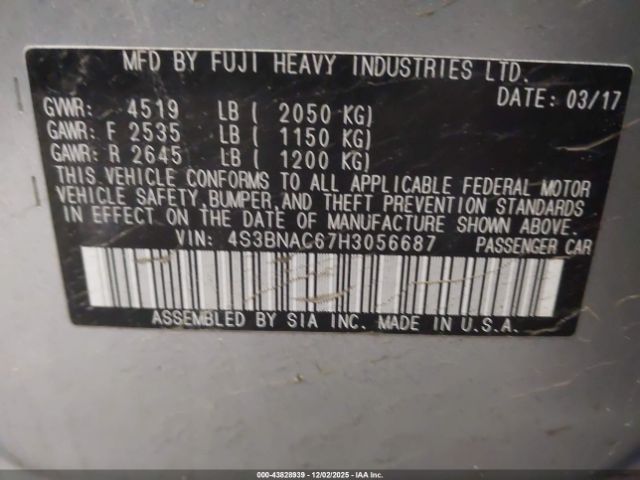 MFD BY FUJI HEAVY INDUSTRIES LTD.
DATE: 03/17
GVWR: 4519 LB ( 2050 KG)
GAWR: F 2535 LB ( 1150 KG)
GAWR: R 2645 LB ( 1200 KG)
THIS VEHICLE CONFORMS TO ALL APPLICABLE FEDERAL MOTOR
VEHICLE SAFETY, BUMPER, AND THEFT PREVENTION STANDARDS
IN EFFECT ON THE DATE OF MANUFACTURE SHOWN ABOVE.
VIN: 4S3BNAC67H3056687 PASSENGER CAR
ASSEMBLED BY SIA INC. MADE IN U.S.A.
000-43828939 | 12/02/2025 | IAA Inc.